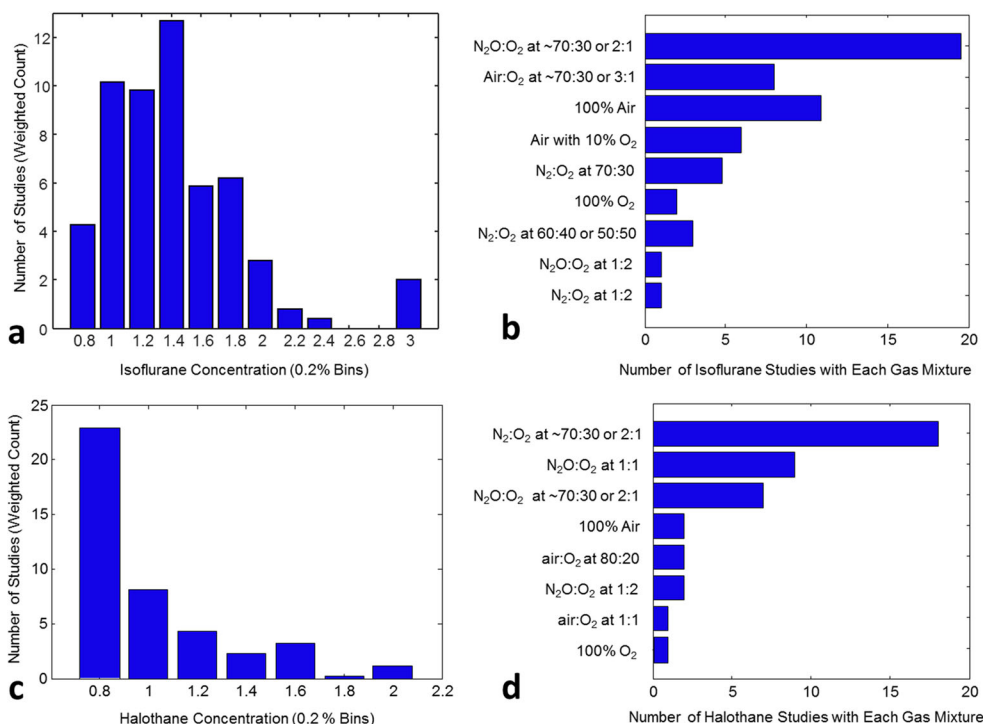 12
10
8
6
4
2
0
Number of Studies (Weighted Count)
0.8 1 1.2 1.4 1.6 1.8 2 2.2 2.4 2.8 3
Isoflurane Concentration (0.2% Bins)
a
N₂O:O₂ at ~70:30 or 2:1
Air:O₂ at ~70:30 or 3:1
100% Air
Air with 10% O₂
N₂:O₂ at 70:30
100% O₂
N₂:O₂ at 60:40 or 50:50
N₂O:O₂ at 1:2
N₂:O₂ at 1:2
0 5 10 15 20
Number of Isoflurane Studies with Each Gas Mixture
b
25
20
15
10
5
0
Number of Studies (Weighted Count)
0.8 1 1.2 1.4 1.6 1.8 2 2.2
Halothane Concentration (0.2 % Bins)
c
N₂:O₂ at ~70:30 or 2:1
N₂O:O₂ at 1:1
N₂O:O₂ at ~70:30 or 2:1
100% Air
air:O₂ at 80:20
N₂O:O₂ at 1:2
air:O₂ at 1:1
100% O₂
0 5 10 15 20
Number of Halothane Studies with Each Gas Mixture
d